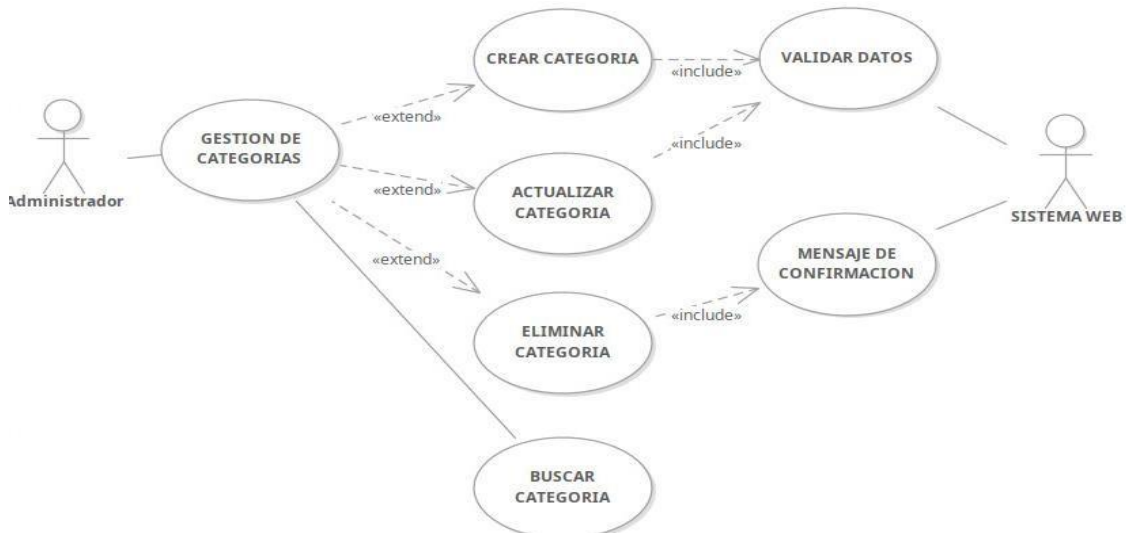 CREAR CATEGORIA
«include»
VALIDAR DATOS
«extend»
GESTION DE
CATEGORIAS
Administrador
«include»
«extend»
ACTUALIZAR
CATEGORIA
SISTEMA WEB
MENSAJE DE
CONFIRMACION
«extend»
«include»
ELIMINAR
CATEGORIA
BUSCAR
CATEGORIA